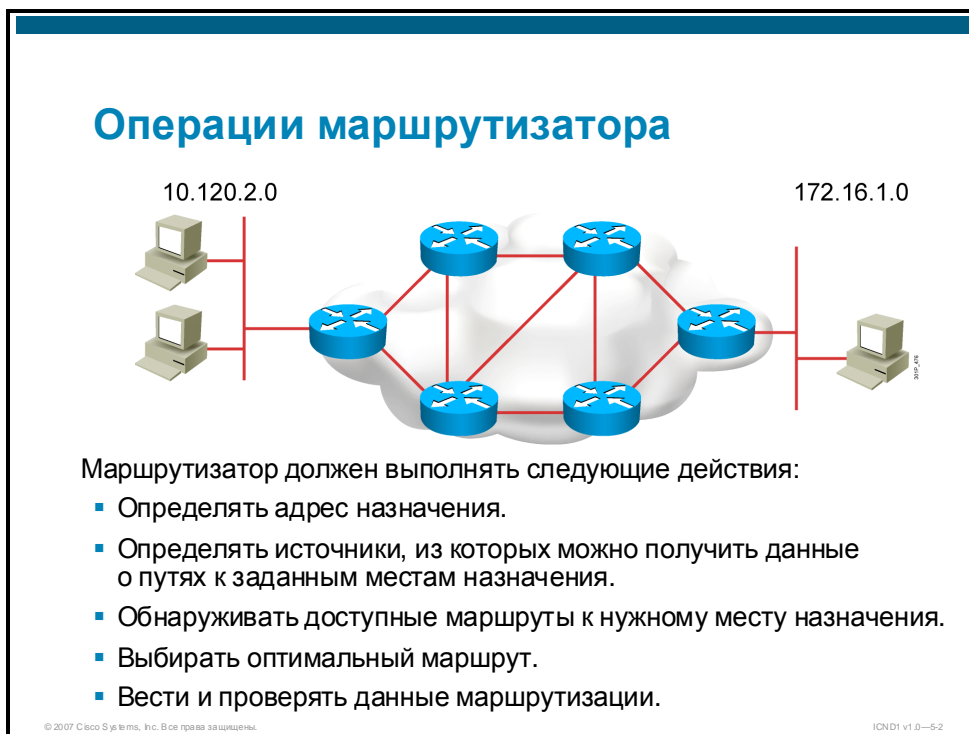 Операции маршрутизатора
10.120.2.0
172.16.1.0
301P_476
Маршрутизатор должен выполнять следующие действия:
▪ Определять адрес назначения.
▪ Определять источники, из которых можно получить данные
о путях к заданным местам назначения.
▪ Обнаруживать доступные маршруты к нужному месту назначения.
▪ Выбирать оптимальный маршрут.
▪ Вести и проверять данные маршрутизации.
© 2007 Cisco Systems, Inc. Все права защищены.
ICND1 v1.0—5-2